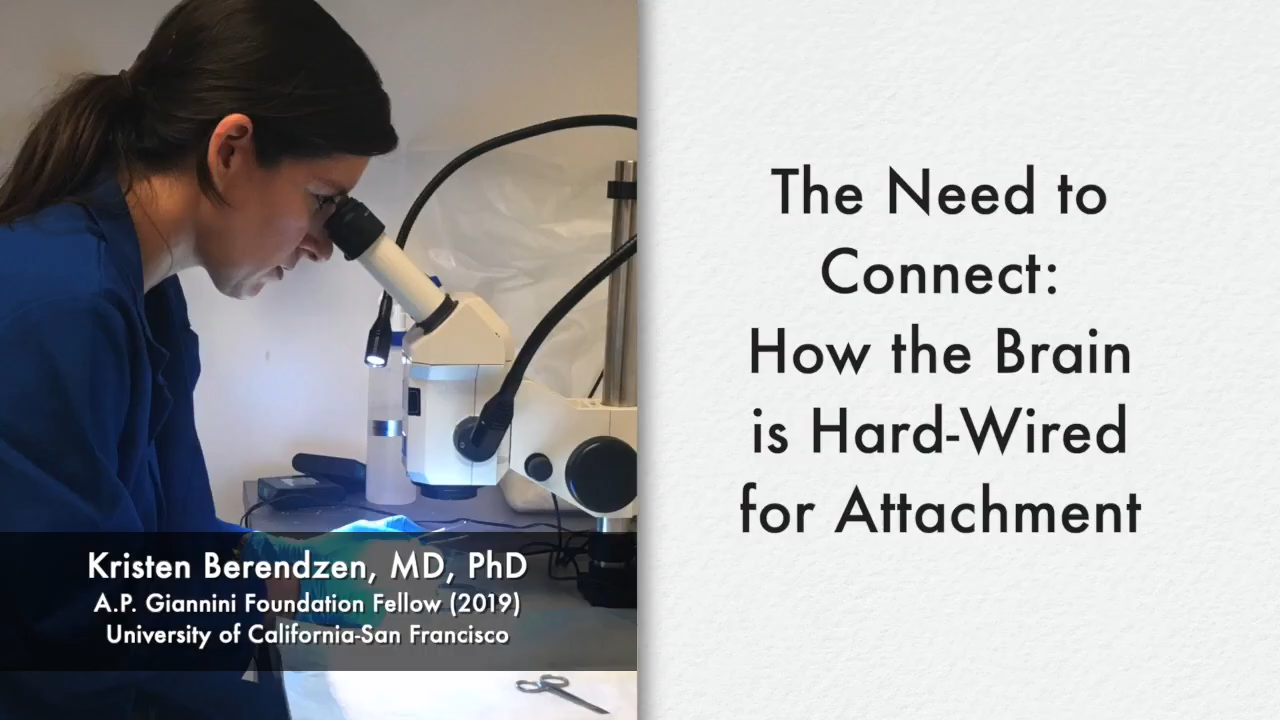 Kristen Berendzen, MD, PhD
A.P. Giannini Foundation Fellow (2019)
University of California-San Francisco
The Need to
Connect:
How the Brain
is Hard-Wired
for Attachment